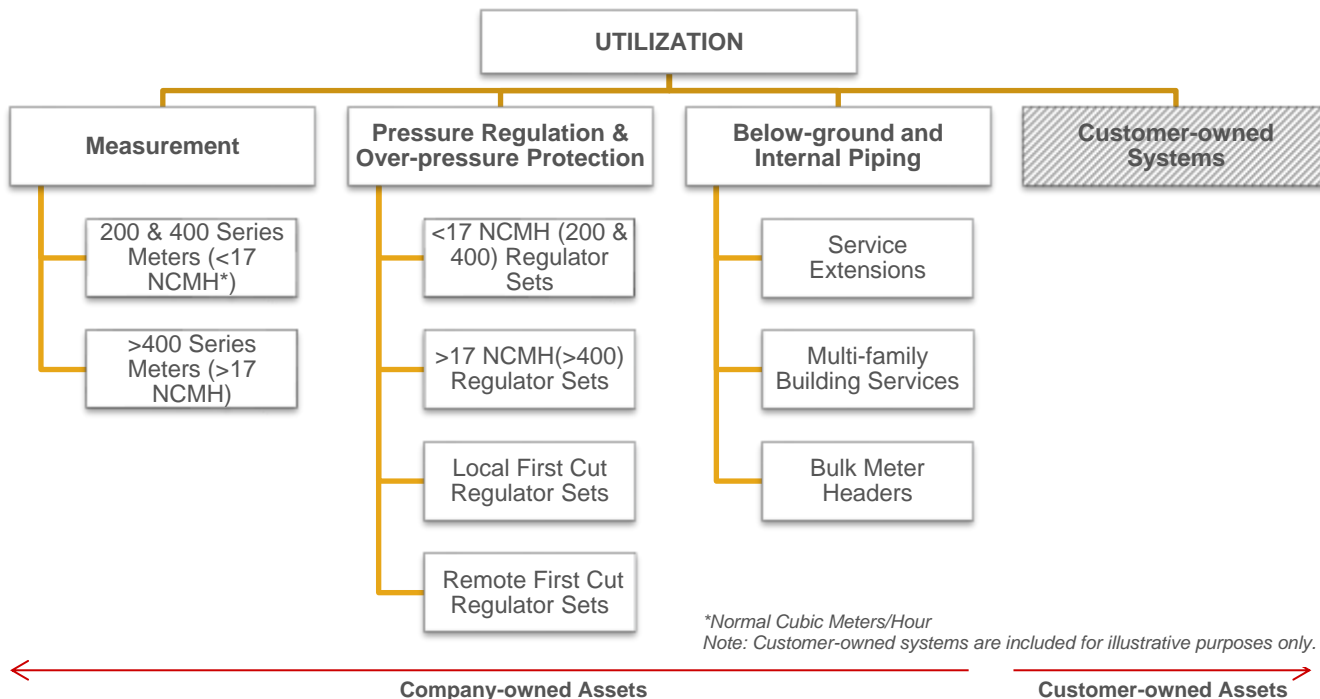 UTILIZATION
Measurement
Pressure Regulation &
Over-pressure Protection
Below-ground and
Internal Piping
Customer-owned
Systems
200 & 400 Series
Meters (<17
NCMH*)
>400 Series
Meters (>17
NCMH)
<17 NCMH (200 &
400) Regulator
Sets
>17 NCMH(>400)
Regulator Sets
Local First Cut
Regulator Sets
Remote First Cut
Regulator Sets
Service
Extensions
Multi-family
Building Services
Bulk Meter
Headers
*Normal Cubic Meters/Hour
Note: Customer-owned systems are included for illustrative purposes only.
Company-owned Assets
Customer-owned Assets